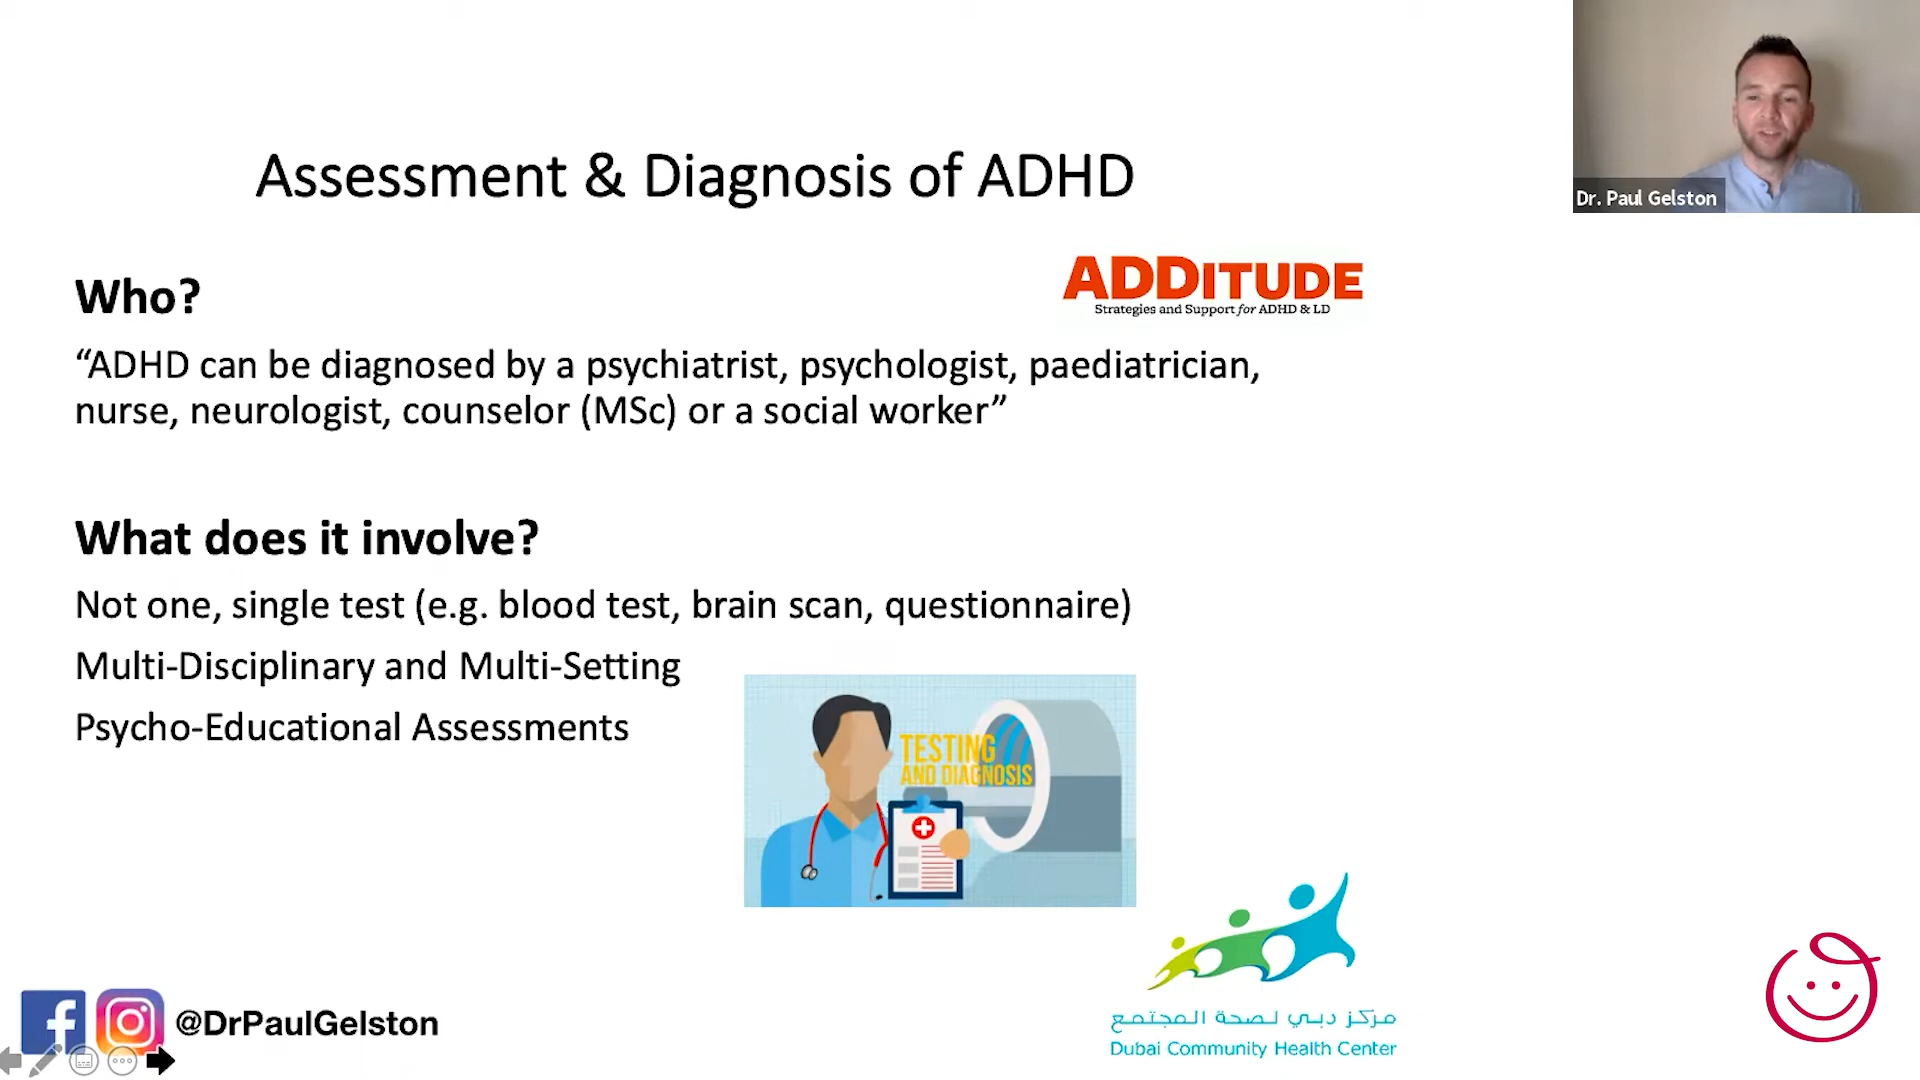 Dr. Paul Gelston
Assessment & Diagnosis of ADHD
ADDITUDE
Strategies and Support for ADHD & LD
Who?
“ADHD can be diagnosed by a psychiatrist, psychologist, paediatrician,
nurse, neurologist, counselor (MSc) or a social worker”
What does it involve?
Not one, single test (e.g. blood test, brain scan, questionnaire)
Multi-Disciplinary and Multi-Setting
Psycho-Educational Assessments
TESTING
AND DIAGNOSIS
@DrPaulGelston
مركز دبي لصحة المجتمع
Dubai Community Health Center